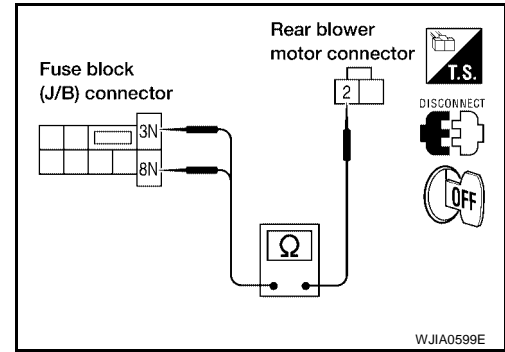 Rear blower
motor connector
Fuse block
(J/B) connector
T.S.
DISCONNECT
OFF
3N
8N
2
Ω
WJIA0599E